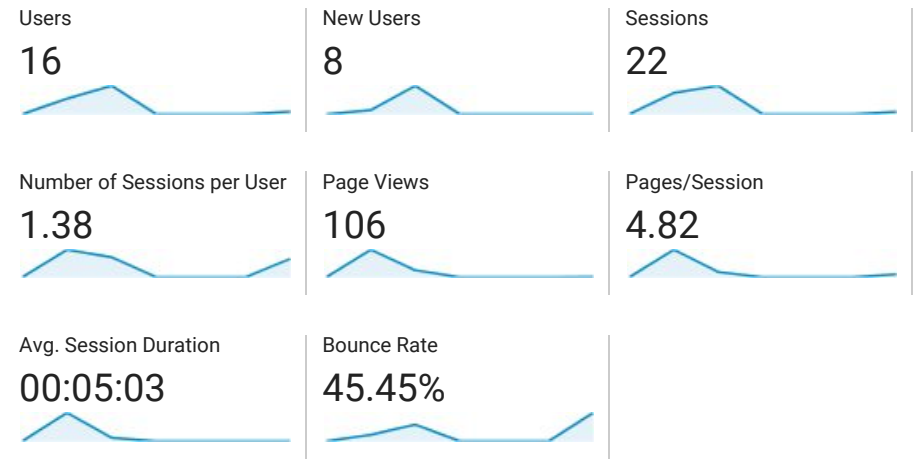 Users
16
New Users
8
Sessions
22
Number of Sessions per User
1.38
Page Views
106
Pages/Session
4.82
Avg. Session Duration
00:05:03
Bounce Rate
45.45%